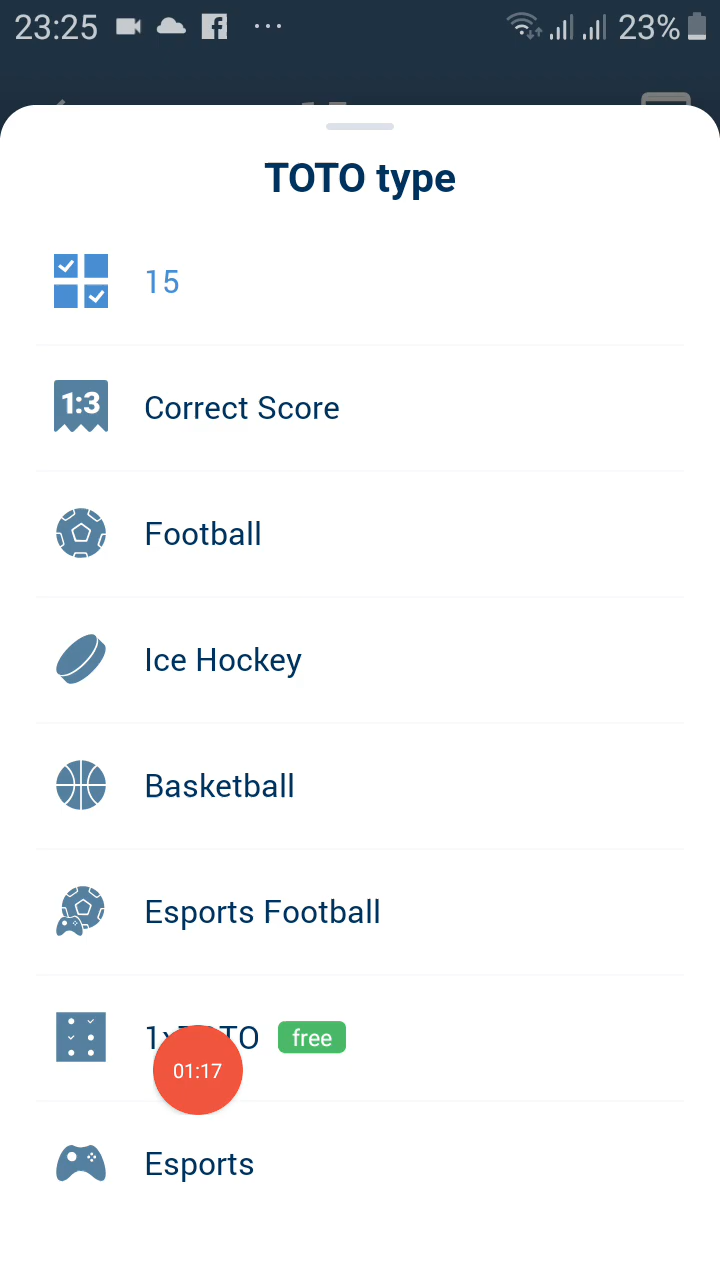 23:25
23%
TOTO type
15
1:3
Correct Score
Football
Ice Hockey
Basketball
Esports Football
free
01:17
Esports